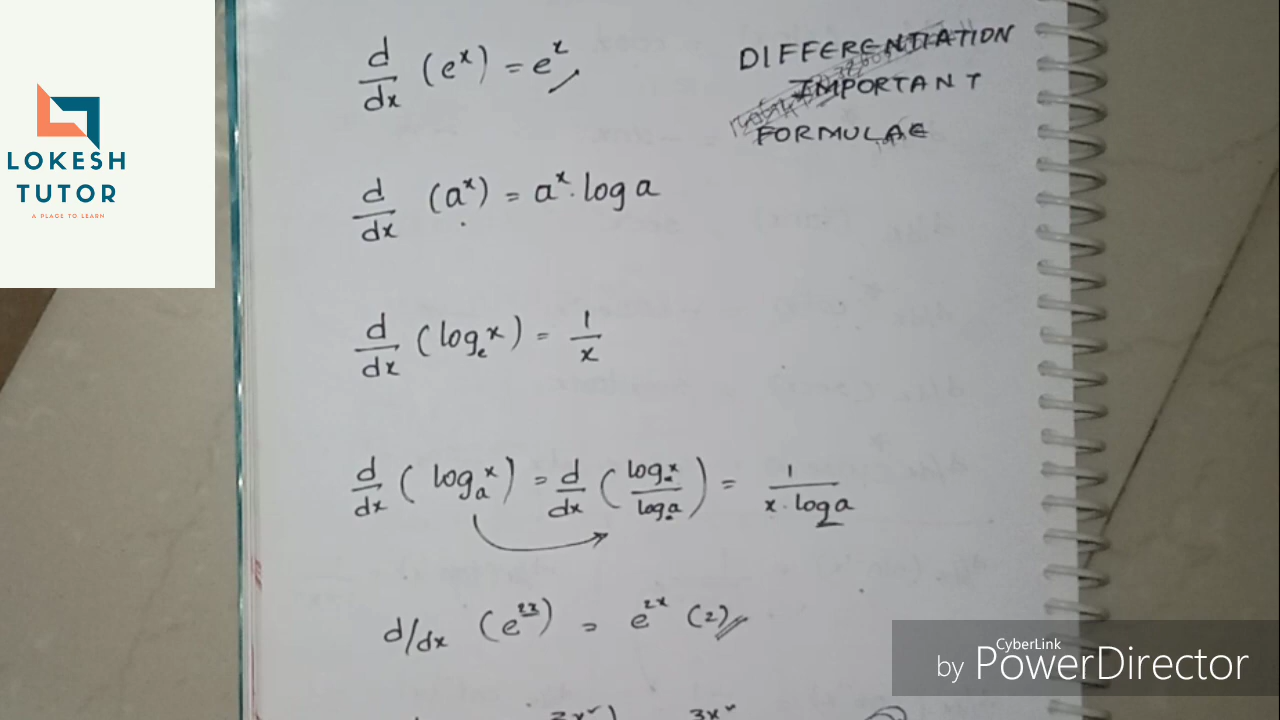 LOKESH
TUTOR
A PLACE TO LEARN
DIFFERENTIATION
IMPORTANT
FORMULAE
d/dx (e^x) = e^x
d/dx (a^x) = a^x . log a
d/dx (log_e x) = 1/x
d/dx (log_a x) = d/dx (log_e x / log_e a) = 1/(x . log a)
d/dx (e^2x) = e^2x (2)
3x²
CyberLink
by PowerDirector